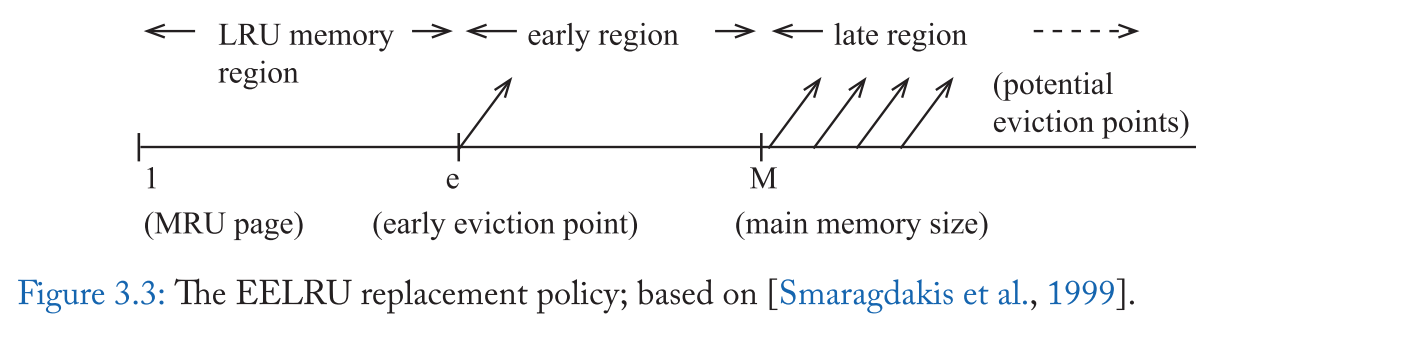 LRU memory region
early region
late region
(potential eviction points)
1
e
M
(MRU page)
(early eviction point)
(main memory size)
Figure 3.3: The EELRU replacement policy; based on [Smaragdakis et al., 1999].